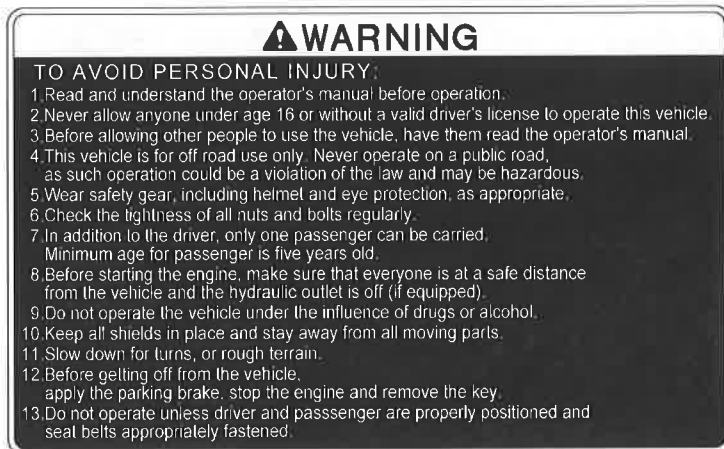 WARNING
TO AVOID PERSONAL INJURY:
1.Read and understand the operator's manual before operation.
2.Never allow anyone under age 16 or without a valid driver's license to operate this vehicle.
3.Before allowing other people to use the vehicle, have them read the operator's manual.
4.This vehicle is for off road use only. Never operate on a public road,
as such operation could be a violation of the law and may be hazardous.
5.Wear safety gear, including helmet and eye protection, as appropriate.
6.Check the tightness of all nuts and bolts regularly.
7.In addition to the driver, only one passenger can be carried.
Minimum age for passenger is five years old.
8.Before starting the engine, make sure that everyone is at a safe distance
from the vehicle and the hydraulic outlet is off (if equipped).
9.Do not operate the vehicle under the influence of drugs or alcohol.
10.Keep all shields in place and stay away from all moving parts.
11.Slow down for turns, or rough terrain.
12.Before getting off from the vehicle,
apply the parking brake. stop the engine and remove the key.
13.Do not operate unless driver and passsenger are properly positioned and
seat belts appropriately fastened.